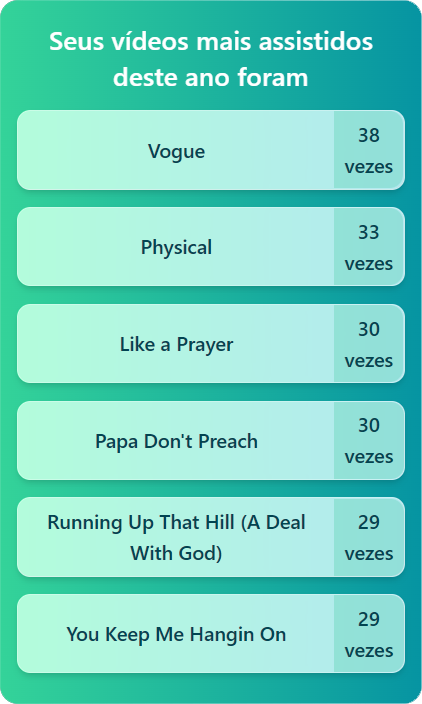 Seus vídeos mais assistidos
deste ano foram
Vogue
38
vezes
Physical
33
vezes
Like a Prayer
30
vezes
Papa Don't Preach
30
vezes
Running Up That Hill (A Deal
With God)
29
vezes
You Keep Me Hangin On
29
vezes